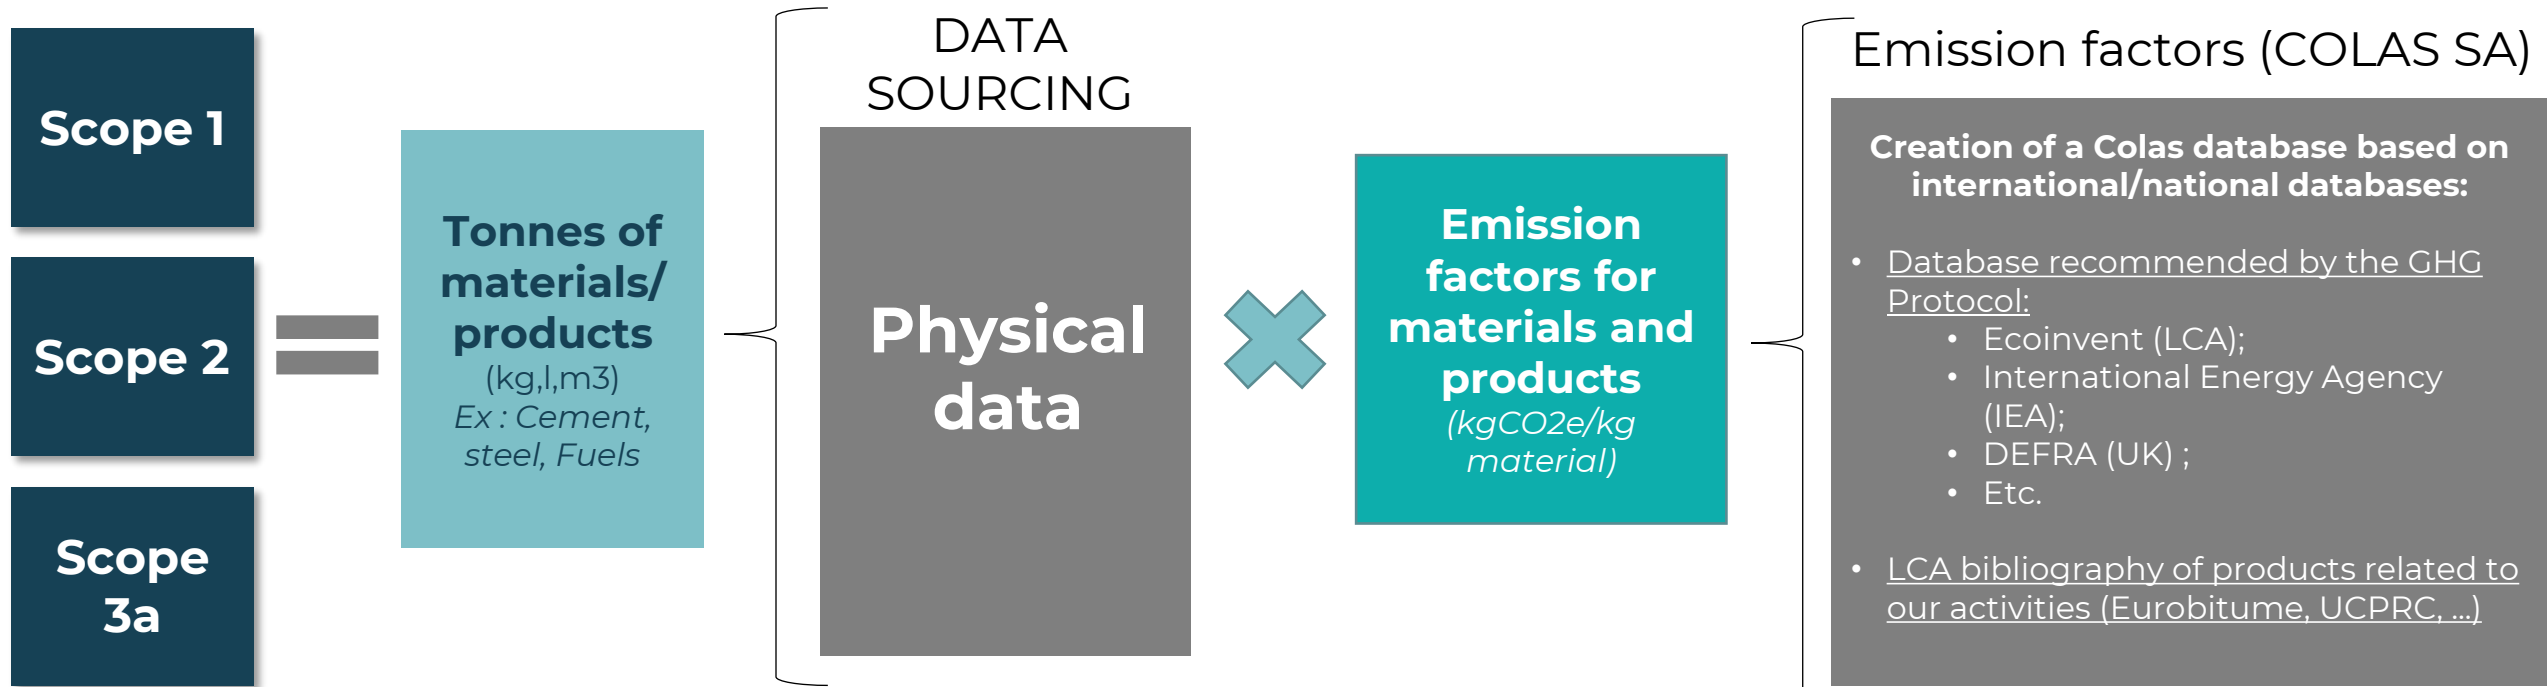 Scope 1
Scope 2
Scope
3a
Tonnes of
materials/
products
(kg,l,m3)
Ex : Cement,
steel, Fuels
DATA
SOURCING
Physical
data
Emission
factors for
materials and
products
(kgCO2e/kg
material)
Emission factors (COLAS SA)
Creation of a Colas database based on
international/national databases:
• Database recommended by the GHG
Protocol:
• Ecoinvent (LCA);
• International Energy Agency
(IEA);
• DEFRA (UK) ;
• Etc.
• LCA bibliography of products related to
our activities (Eurobitume, UCPRC, ...)